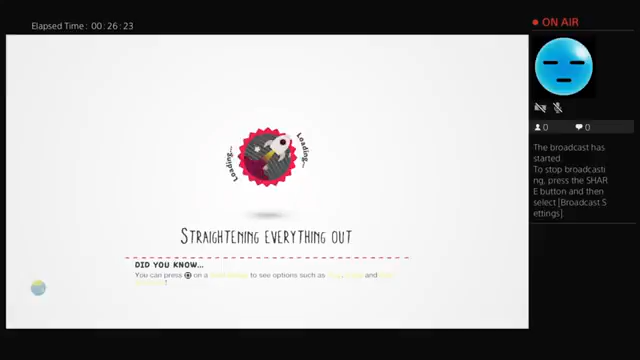 Elapsed Time : 00 : 26 : 23
ON AIR
Loading...
Loading...
0
0
The broadcast has
started.
To stop broadcasti
ng, press the SHAR
E button and then
select [Broadcast S
ettings].
STRAIGHTENING EVERYTHING OUT
DID YOU KNOW...
You can press on a to see options such as and
!